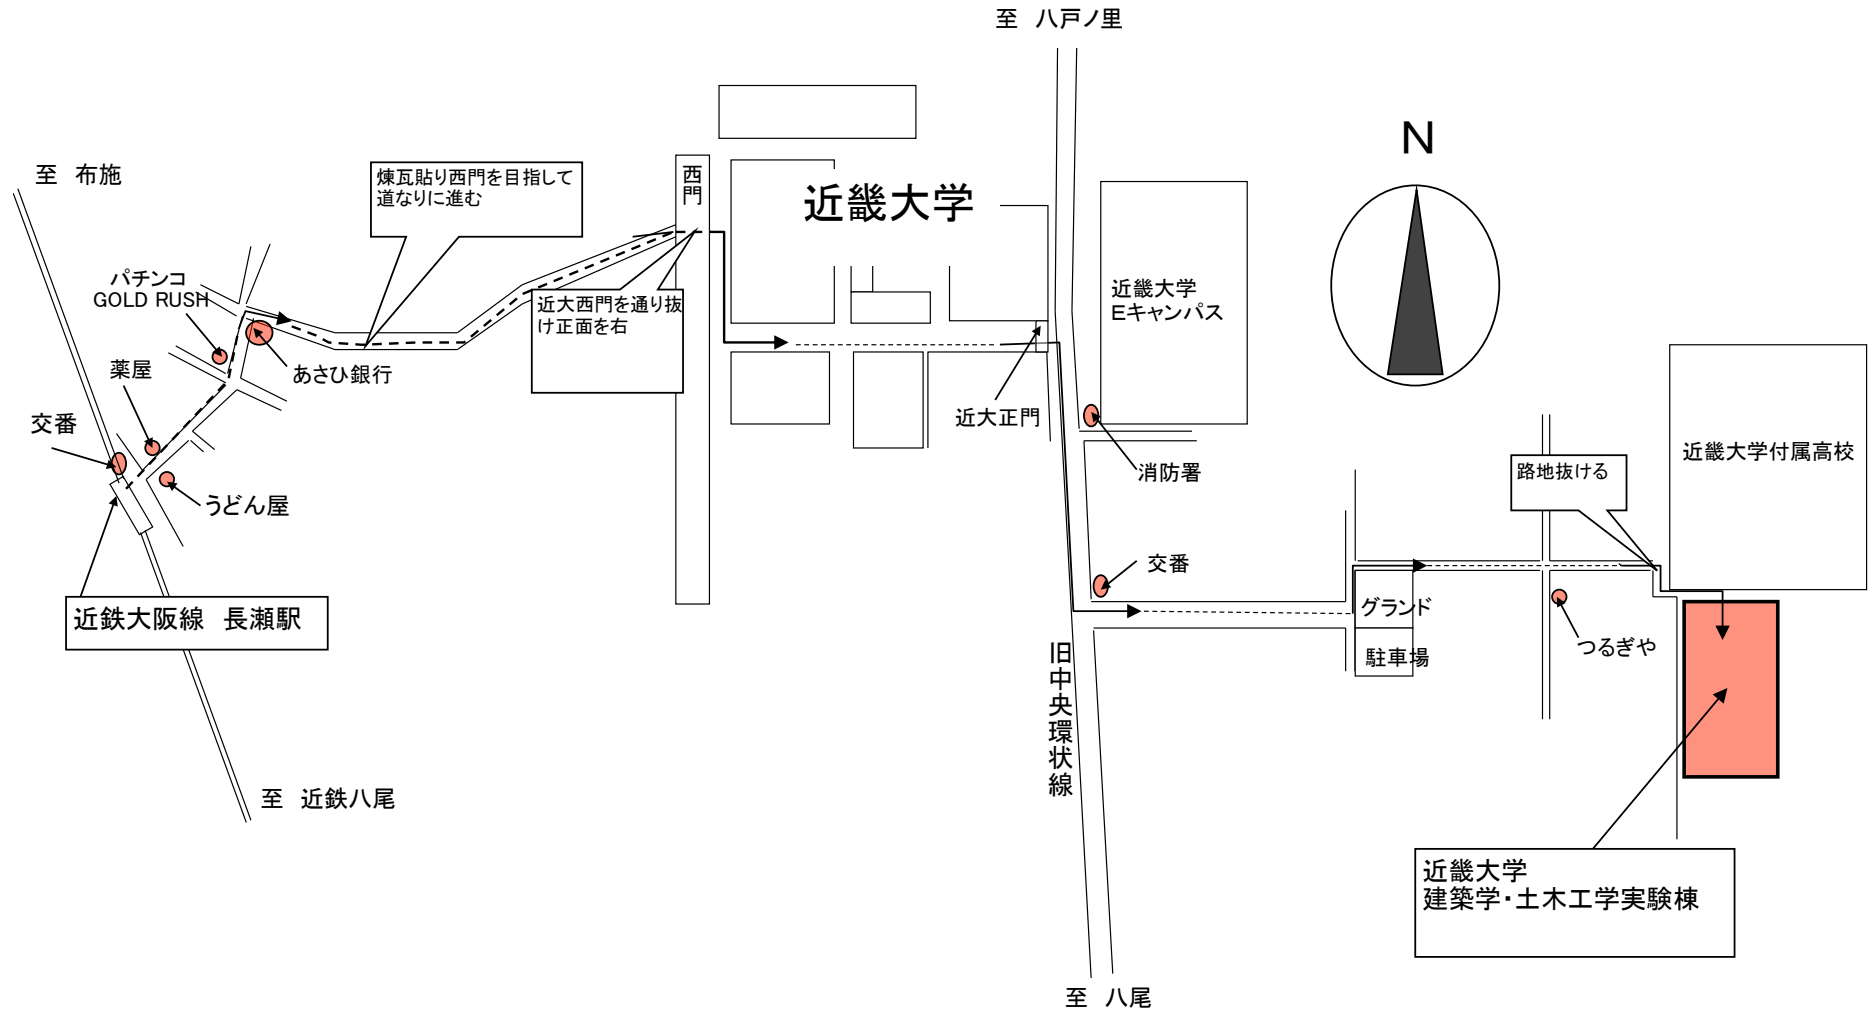 至　八戸ノ里
N
至　布施
煉瓦貼り西門を目指して
道なりに進む
西門
近畿大学
パチンコ
GOLD RUSH
近畿大学
Eキャンパス
近大西門を通り抜
け正面を右
薬屋
あさひ銀行
交番
近大正門
消防署
近畿大学付属高校
路地抜ける
うどん屋
交番
グランド
近鉄大阪線　長瀬駅
つるぎや
駐車場
旧中央環状線
至　近鉄八尾
近畿大学
建築学・土木工学実験棟
至　八尾